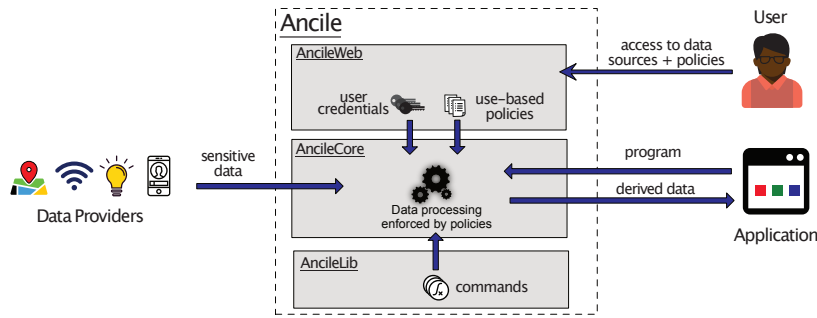 Ancile
User
AncileWeb
access to data
sources + policies
user
credentials
use-based
policies
AncileCore
sensitive
data
program
derived data
Data processing
enforced by policies
Data Providers
Application
AncileLib
fx
commands